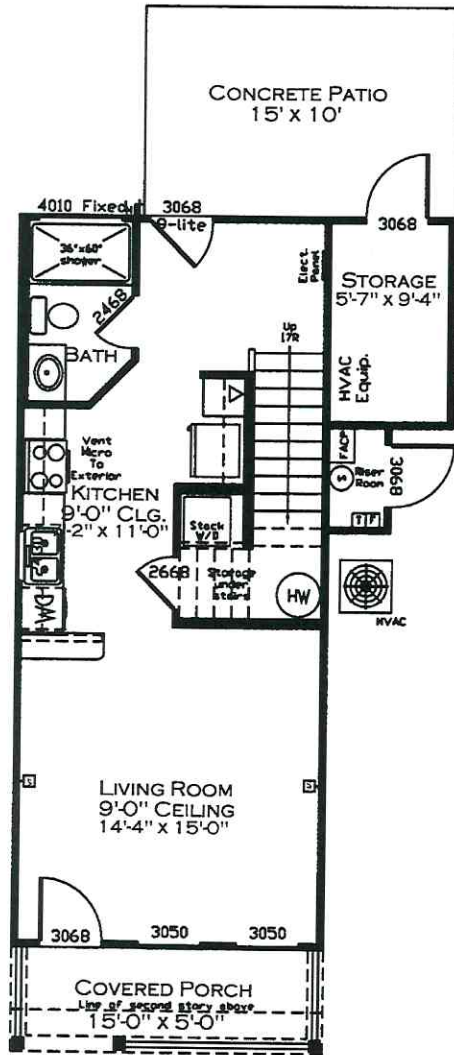 CONCRETE PATIO
15' x 10'
4010 Fixed
3068
9-lite
3068
36"x60"
shower
Elect.
Panel
STORAGE
5'-7" x 9'-4"
2468
BATH
Up
17R
HVAC
Equip.
Vent
Micro
To
Exterior
FACP
S
Riser
Room
3068
KITCHEN
9'-0" CLG.
-2" x 11'-0"
Stack
W/D
T F
2668
Storage
under
stairs
HW
DW
HVAC
S
S
LIVING ROOM
9'-0" CEILING
14'-4" x 15'-0"
3068
3050
3050
COVERED PORCH
Line of second story above
15'-0" x 5'-0"